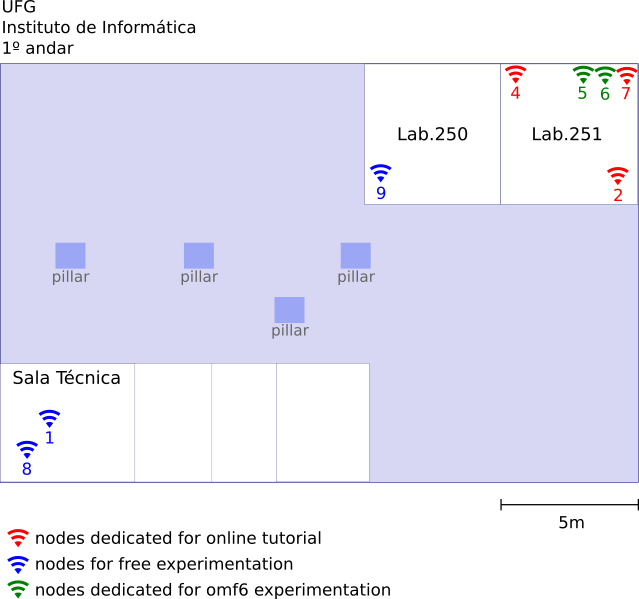 UFG
Instituto de Informática
1º andar
4
5
6
7
Lab.250
Lab.251
9
2
pillar
pillar
pillar
pillar
Sala Técnica
1
8
5m
nodes dedicated for online tutorial
nodes for free experimentation
nodes dedicated for omf6 experimentation